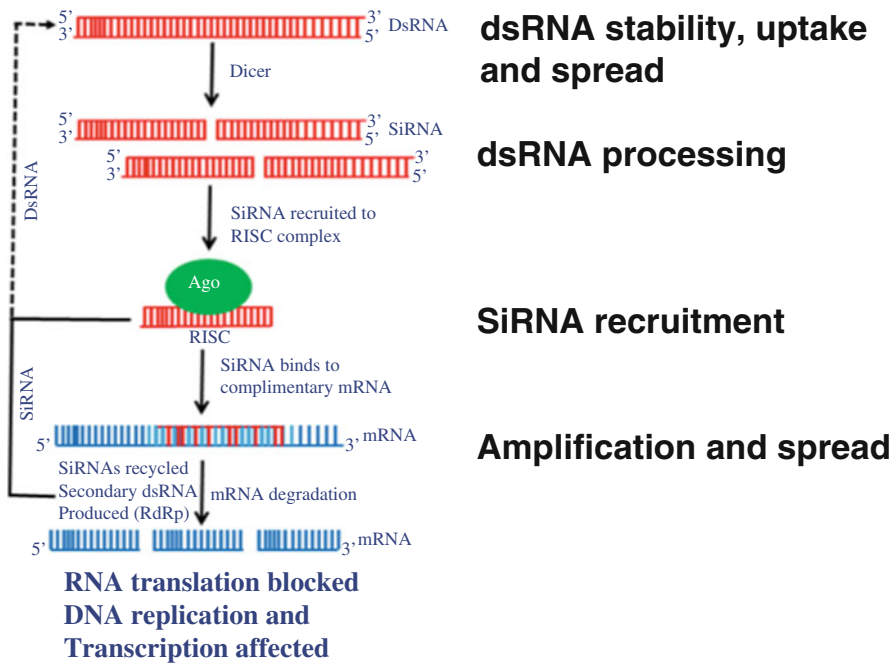 5’
3’
DsRNA
3’
5’
dsRNA stability, uptake
and spread
Dicer
5’
3’
3’
5’
SiRNA
5’
3’
3’
5’
dsRNA processing
DsRNA
SiRNA recruited to
RISC complex
Ago
RISC
SiRNA recruitment
SiRNA binds to
complimentary mRNA
SiRNA
5’
3’
mRNA
Amplification and spread
SiRNAs recycled
Secondary dsRNA
Produced (RdRp)
mRNA degradation
5’
3’
mRNA
RNA translation blocked
DNA replication and
Transcription affected